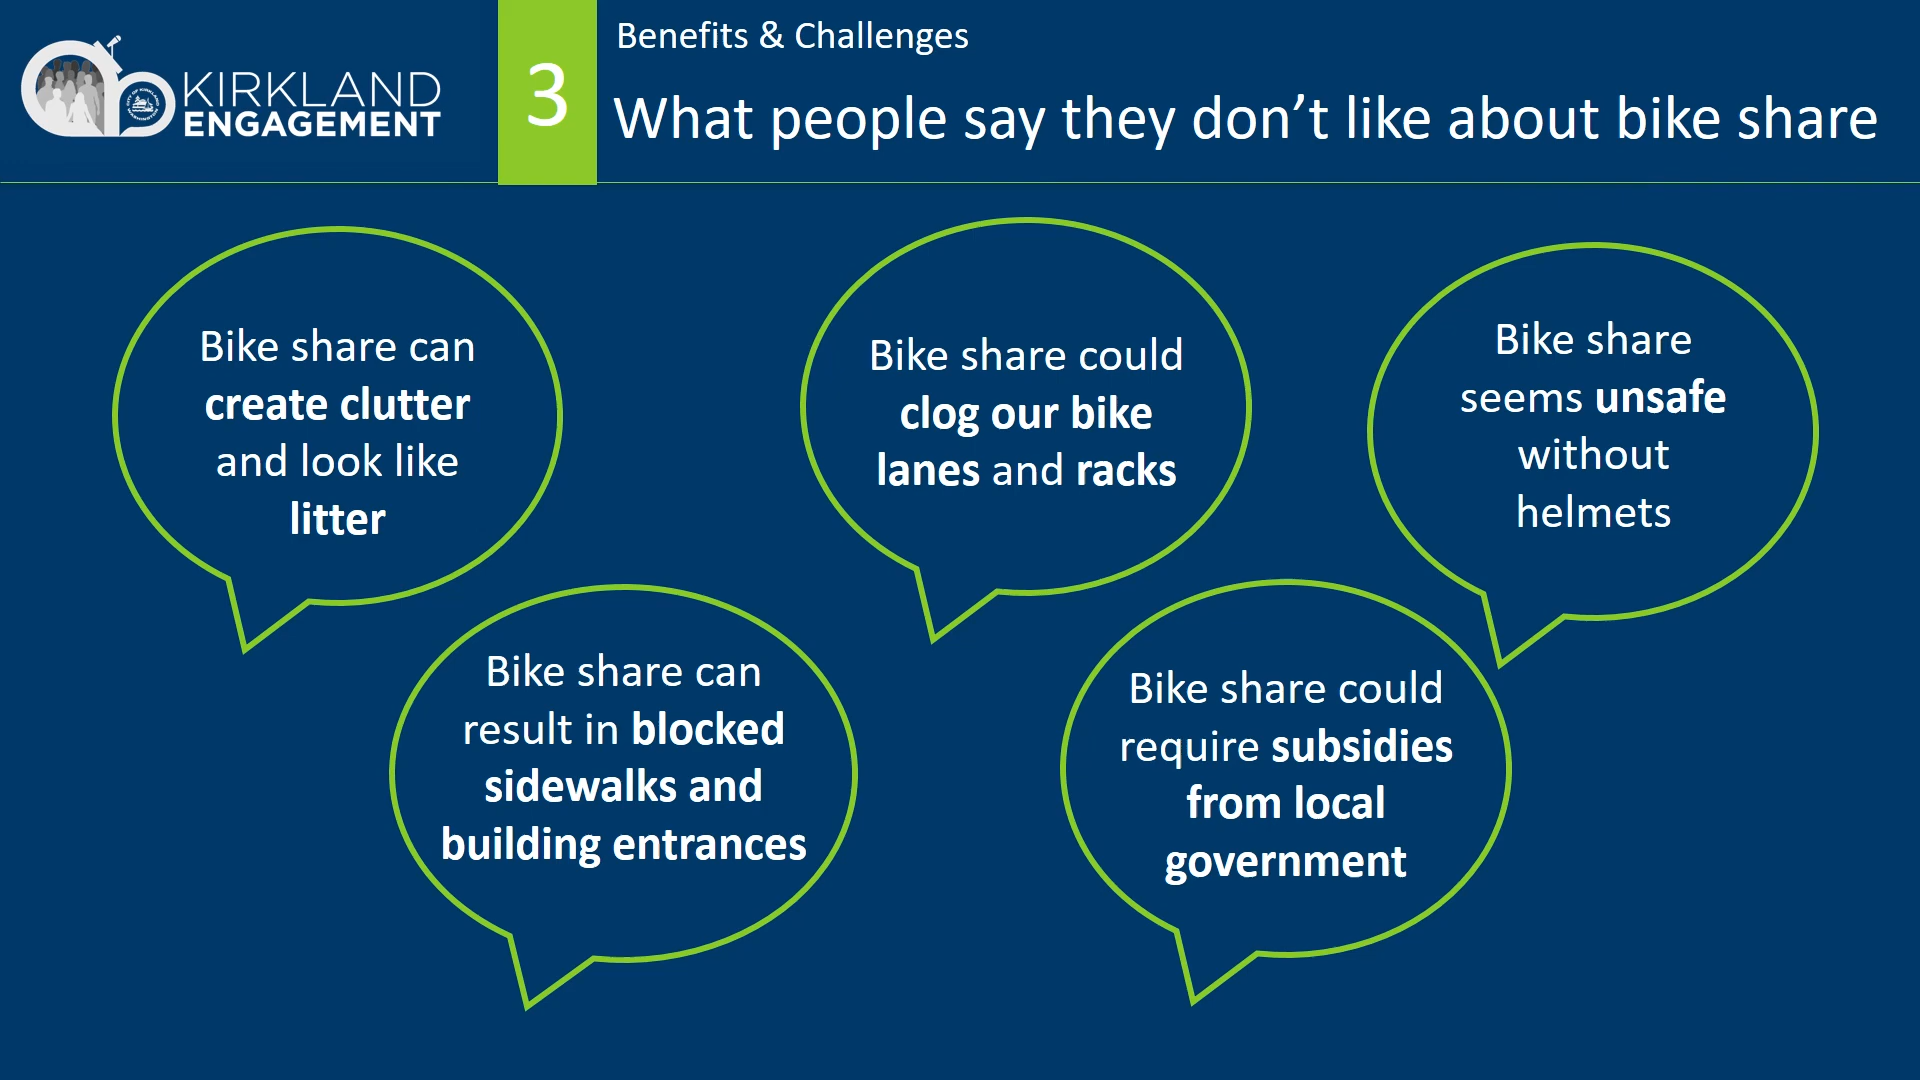 KIRKLAND
ENGAGEMENT
3
Benefits & Challenges
What people say they don’t like about bike share
Bike share can
create clutter
and look like
litter
Bike share can
result in blocked
sidewalks and
building entrances
Bike share could
clog our bike
lanes and racks
Bike share could
require subsidies
from local
government
Bike share
seems unsafe
without
helmets